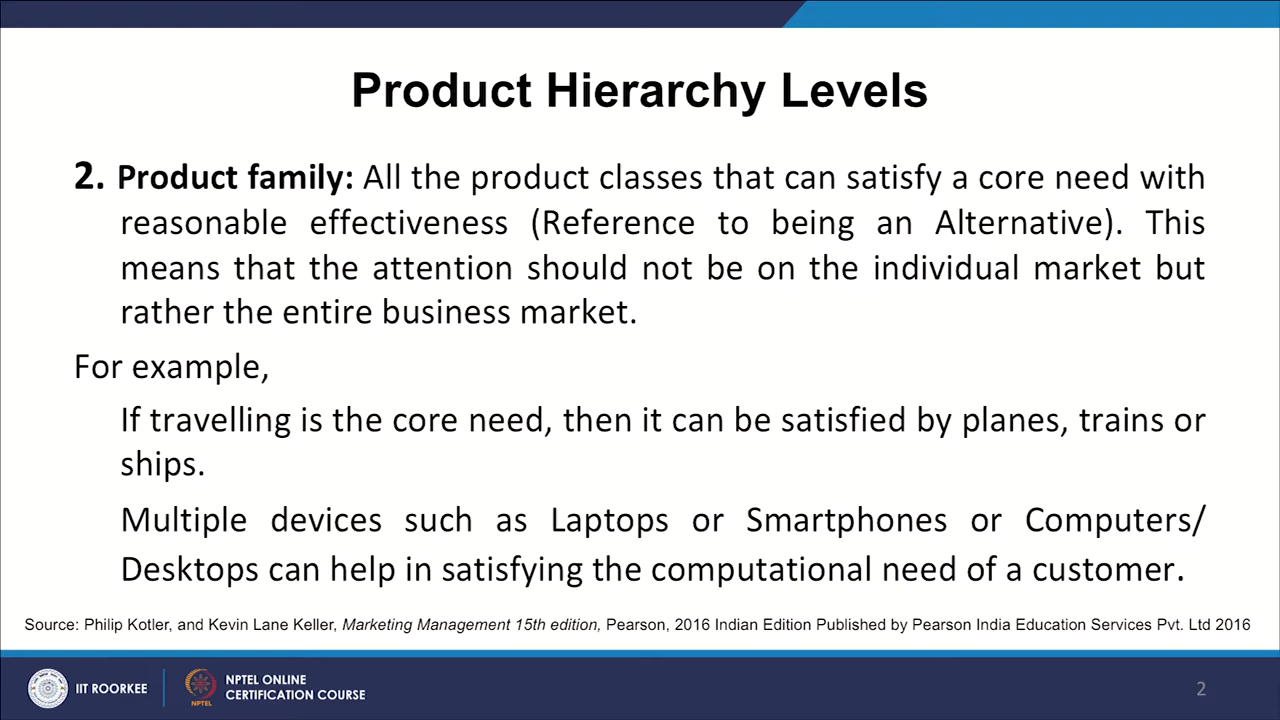 Product Hierarchy Levels
2. Product family: All the product classes that can satisfy a core need with
reasonable effectiveness (Reference to being an Alternative). This
means that the attention should not be on the individual market but
rather the entire business market.
For example,
If travelling is the core need, then it can be satisfied by planes, trains or
ships.
Multiple devices such as Laptops or Smartphones or Computers/
Desktops can help in satisfying the computational need of a customer.
Source: Philip Kotler, and Kevin Lane Keller, Marketing Management 15th edition, Pearson, 2016 Indian Edition Published by Pearson India Education Services Pvt. Ltd 2016
IIT ROORKEE
NPTEL
NPTEL ONLINE
CERTIFICATION COURSE
2